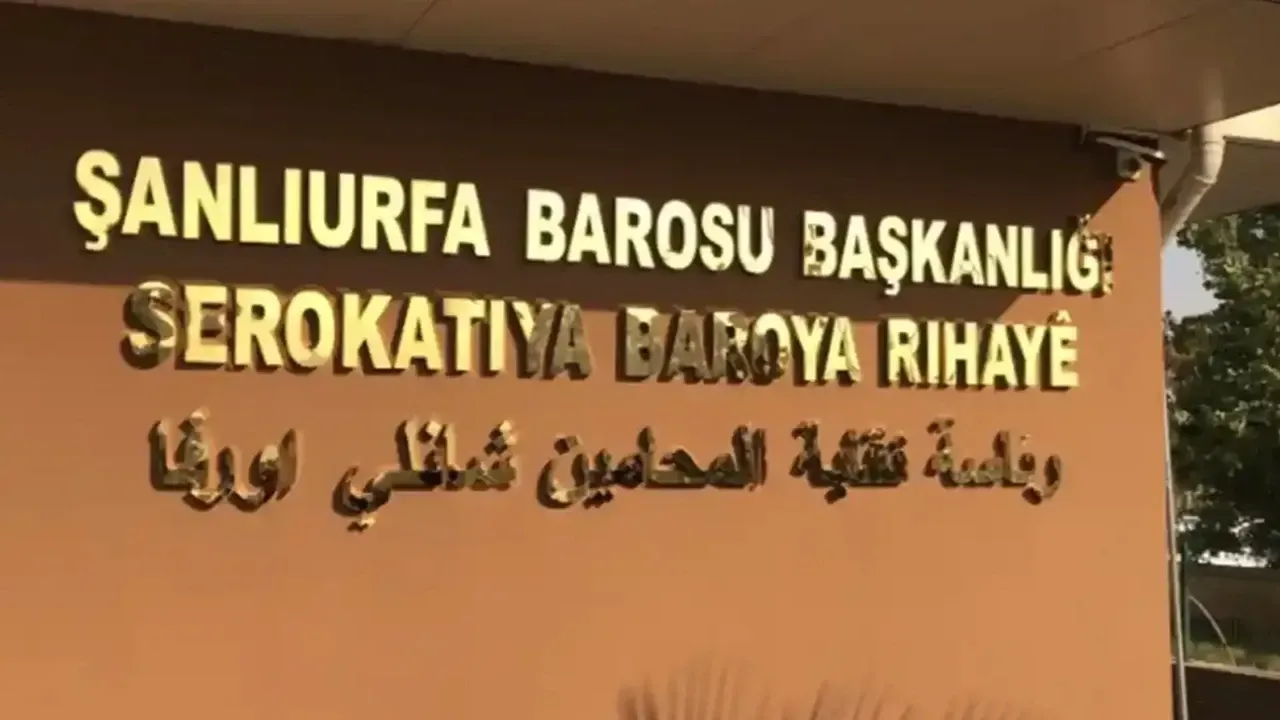 ŞANLIURFA BAROSU BAŞKANLIĞI
SEROKATIYA BAROYA RIHAYÊ
رئاسة نقابة المحامين شانلي اورفا